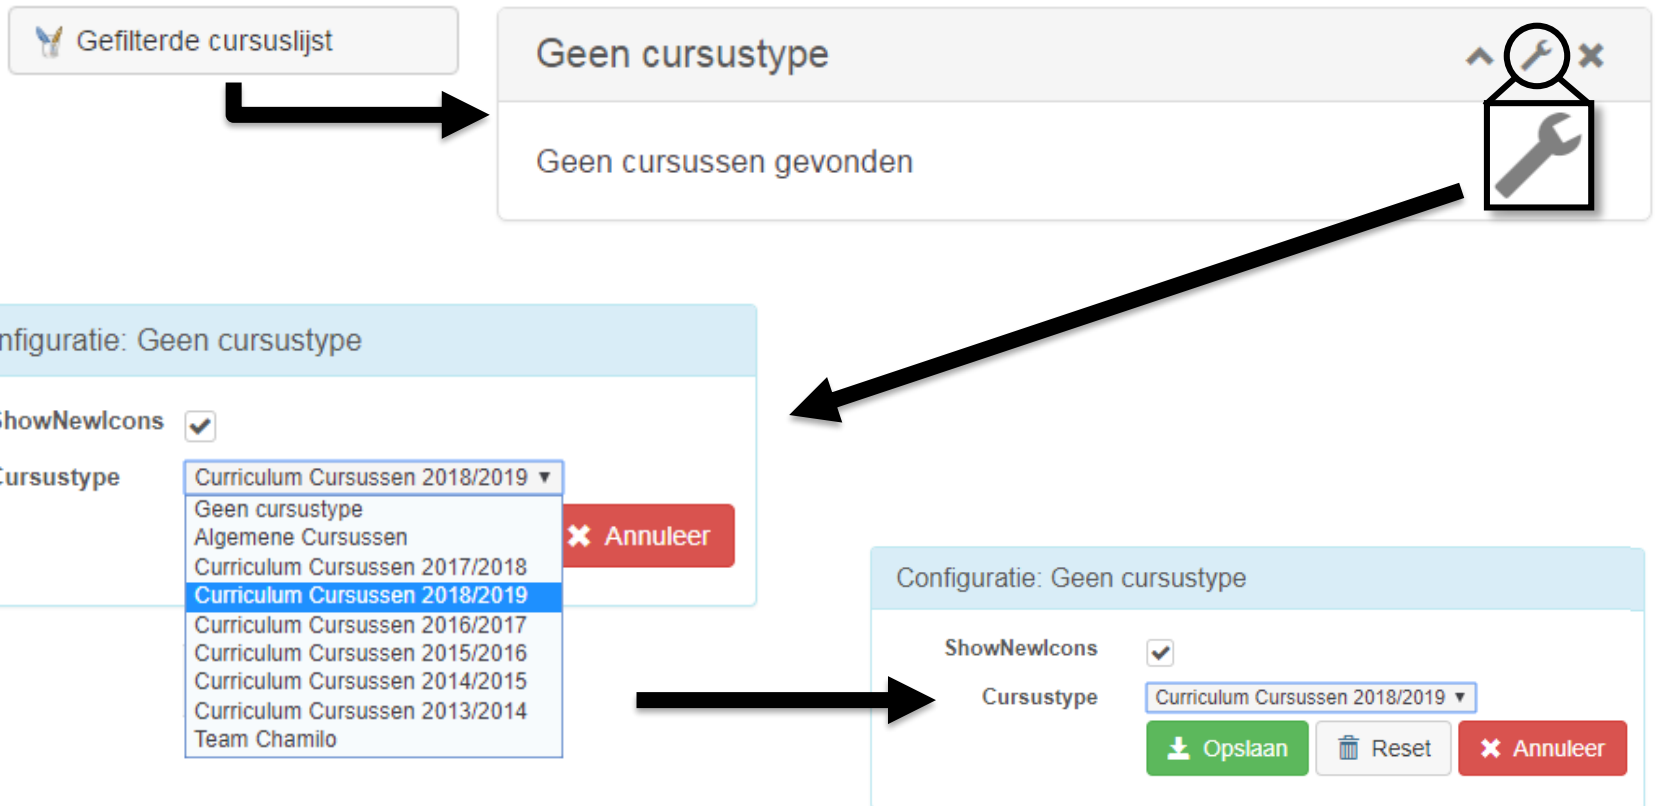 Gefilterde cursuslijst
Geen cursustype
Geen cursussen gevonden
nfiguratie: Geen cursustype
ShowNewIcons
Cursustype
Curriculum Cursussen 2018/2019
Geen cursustype
Algemene Cursussen
Curriculum Cursussen 2017/2018
Curriculum Cursussen 2018/2019
Curriculum Cursussen 2016/2017
Curriculum Cursussen 2015/2016
Curriculum Cursussen 2014/2015
Curriculum Cursussen 2013/2014
Team Chamilo
Annuleer
Configuratie: Geen cursustype
ShowNewIcons
Cursustype
Curriculum Cursussen 2018/2019
Opslaan
Reset
Annuleer